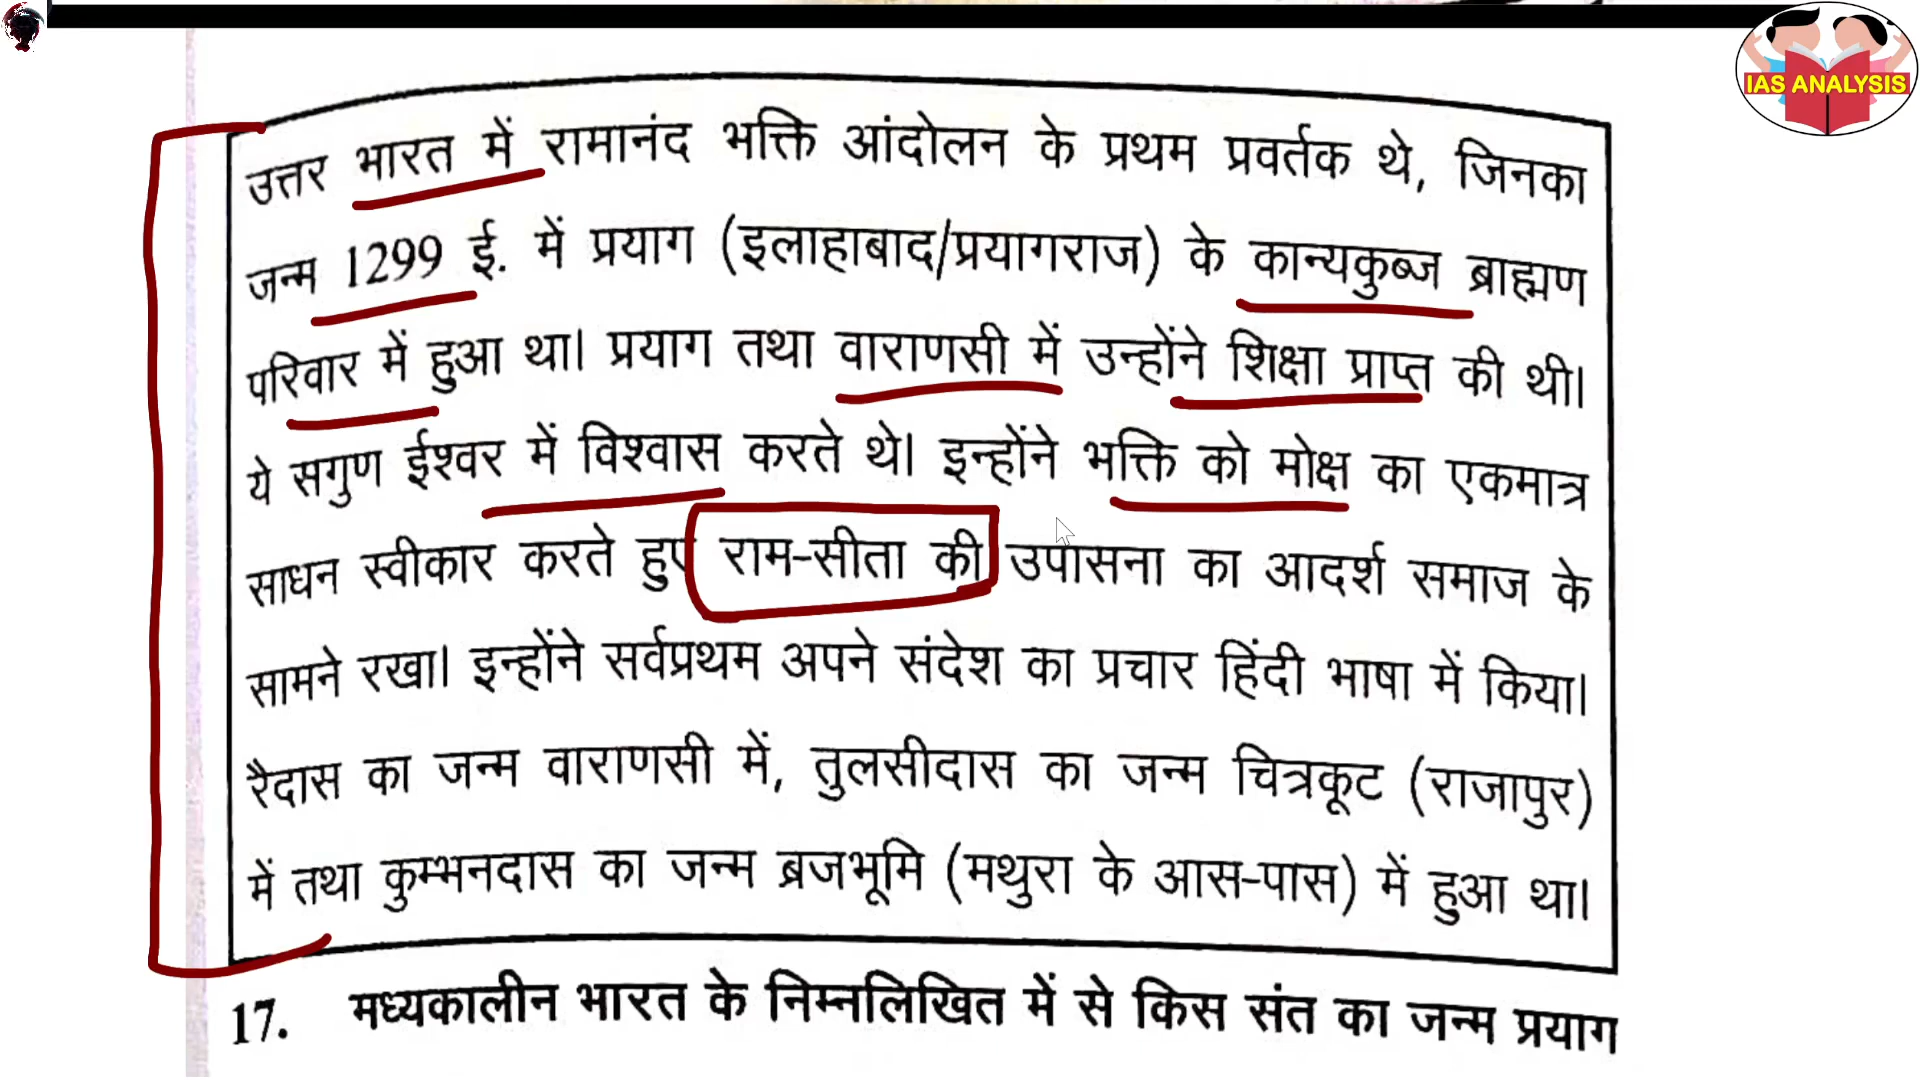 IAS ANALYSIS
उत्तर भारत में रामानंद भक्ति आंदोलन के प्रथम प्रवर्तक थे, जिनका
जन्म 1299 ई. में प्रयाग (इलाहाबाद/प्रयागराज) के कान्यकुब्ज ब्राह्मण
परिवार में हुआ था। प्रयाग तथा वाराणसी में उन्होंने शिक्षा प्राप्त की थी।
ये सगुण ईश्वर में विश्वास करते थे। इन्होंने भक्ति को मोक्ष का एकमात्र
साधन स्वीकार करते हुए राम-सीता की उपासना का आदर्श समाज के
सामने रखा। इन्होंने सर्वप्रथम अपने संदेश का प्रचार हिंदी भाषा में किया।
रैदास का जन्म वाराणसी में, तुलसीदास का जन्म चित्रकूट (राजापुर)
में तथा कुम्भनदास का जन्म ब्रजभूमि (मथुरा के आस-पास) में हुआ था।
17. मध्यकालीन भारत के निम्नलिखित में से किस संत का जन्म प्रयाग